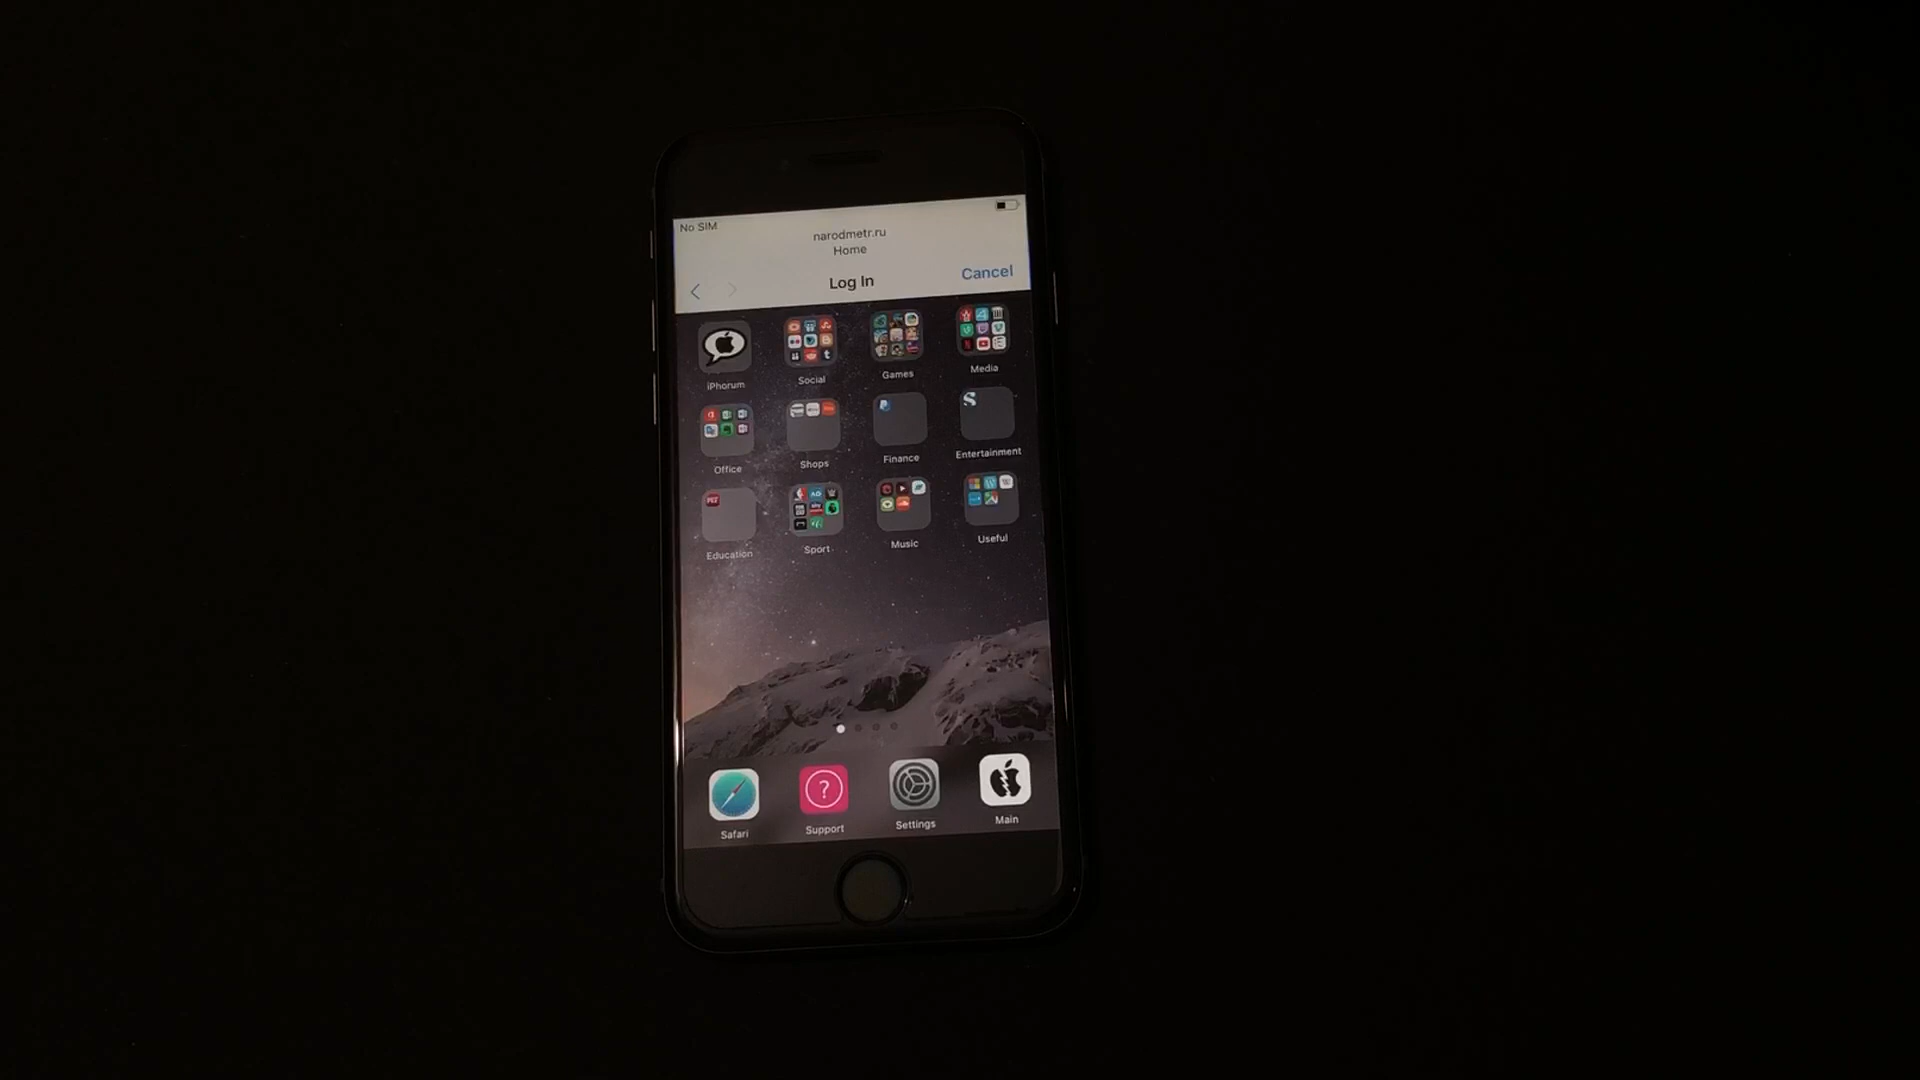 No SIM
narodmetr.ru
Home
Log In
Cancel
iPhorum
Social
Games
Media
Office
Shops
Finance
Entertainment
S
Education
Sport
Music
Useful
?
Safari
Support
Settings
Main